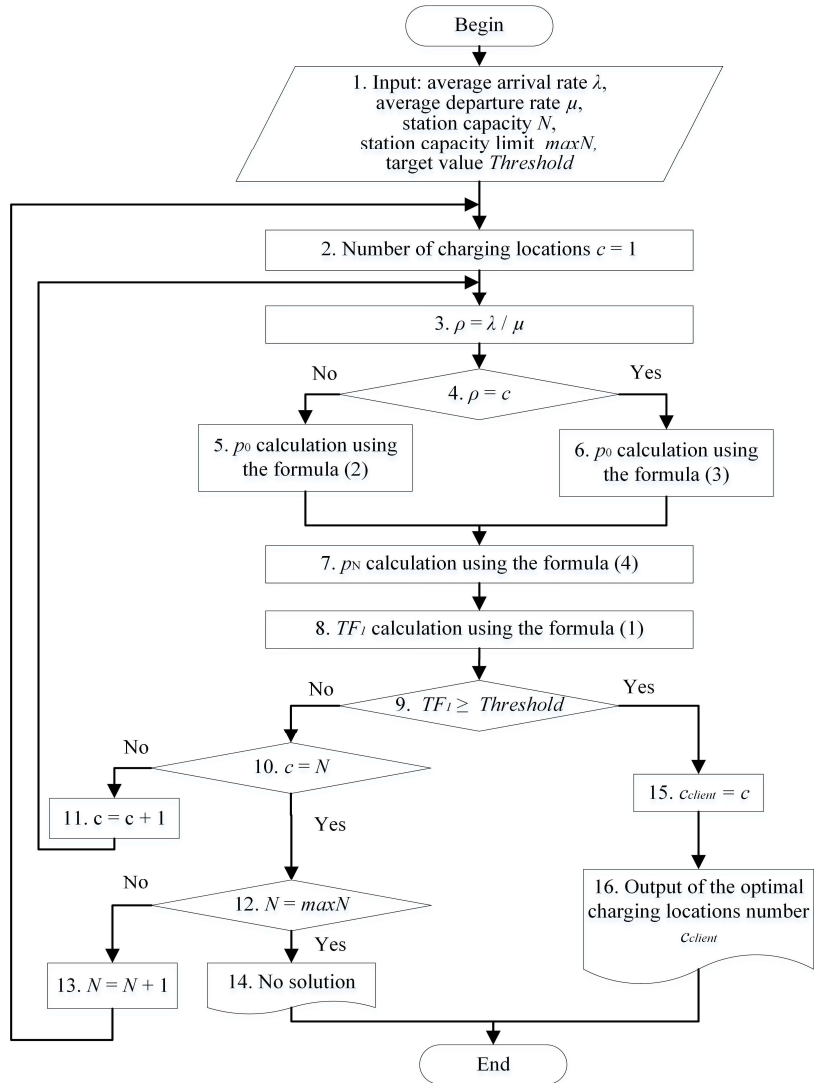 Begin
1. Input: average arrival rate λ,
average departure rate μ,
station capacity N,
station capacity limit maxN,
target value Threshold
2. Number of charging locations c = 1
3. ρ = λ / μ
No
Yes
4. ρ = c
5. p0 calculation using
the formula (2)
6. p0 calculation using
the formula (3)
7. pN calculation using the formula (4)
8. TF1 calculation using the formula (1)
No
Yes
9. TF1 ≥ Threshold
No
10. c = N
11. c = c + 1
Yes
15. cclient = c
No
12. N = maxN
16. Output of the optimal
charging locations number
cclient
Yes
13. N = N + 1
14. No solution
End